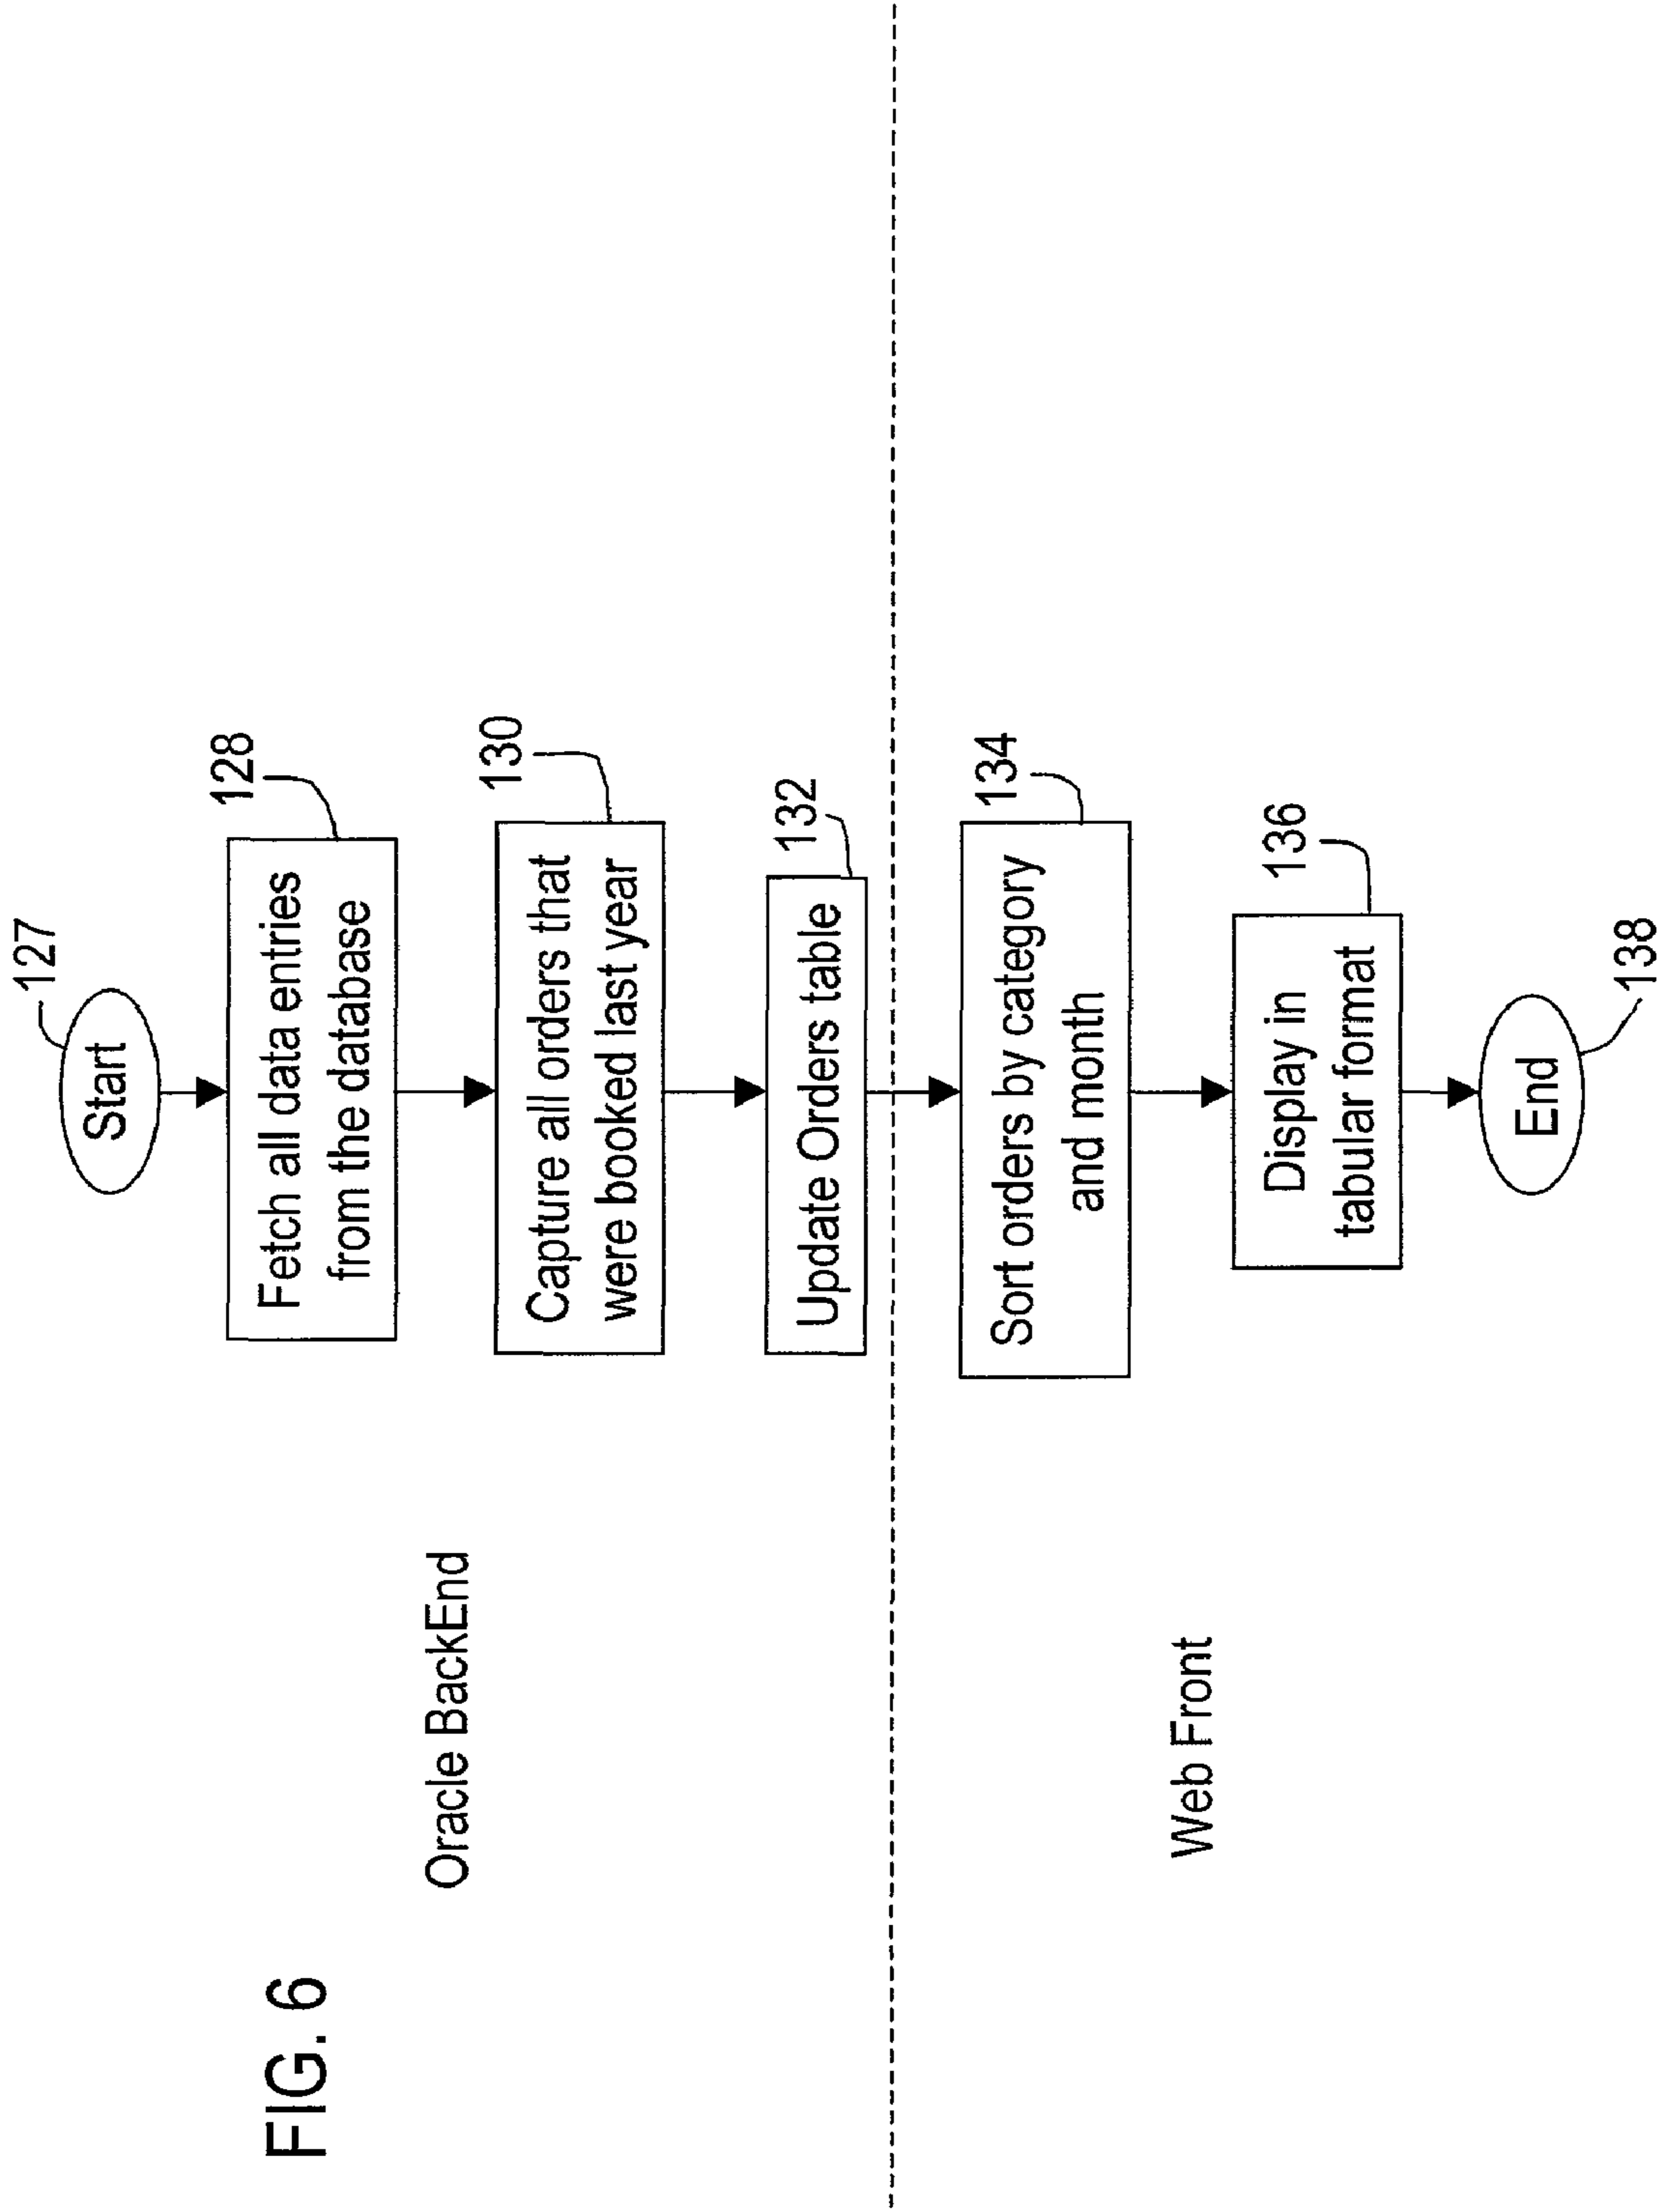 FIG. 6
Oracle BackEnd
Start
127
Fetch all data entries
from the database
128
Capture all orders that
were booked last year
130
Update Orders table
132
Web Front
Sort orders by category
and month
134
Display in
tabular format
136
End
138